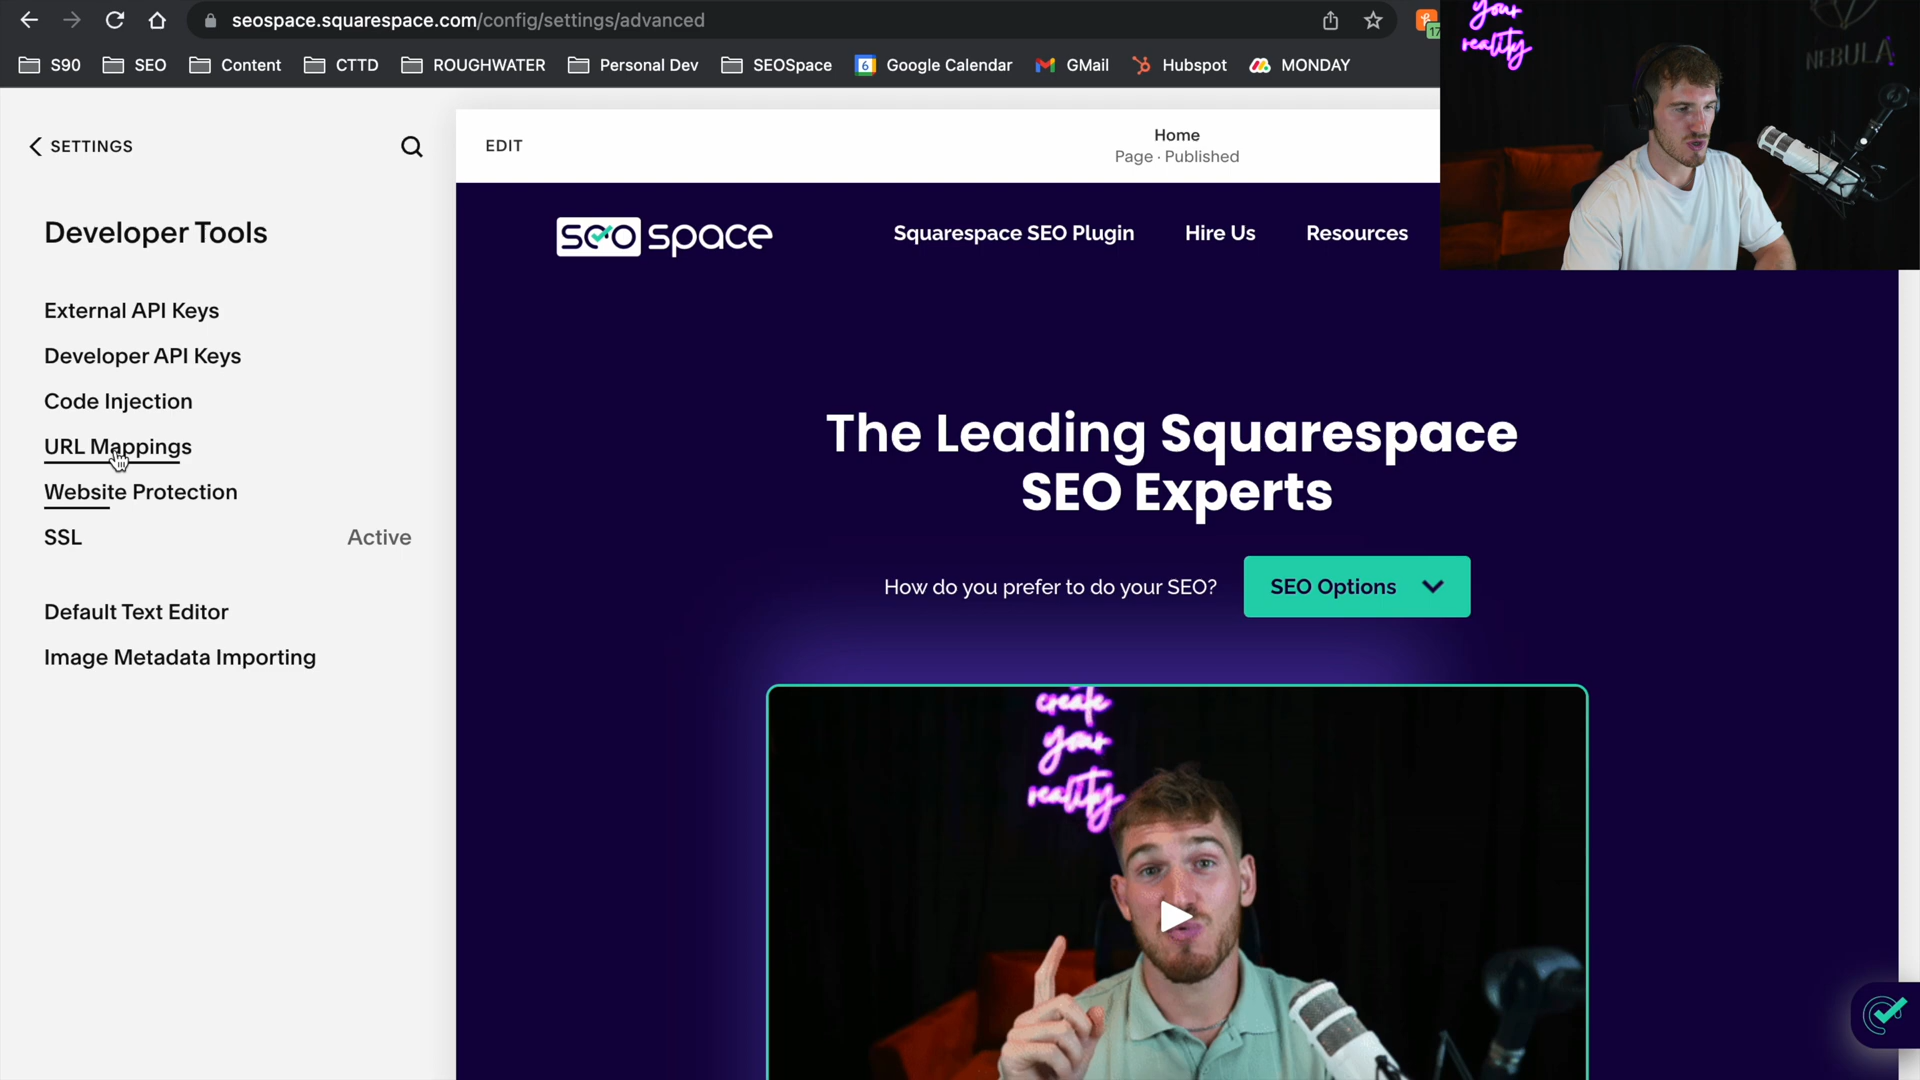 seospace.squarespace.com/config/settings/advanced
S90
SEO
Content
CTTD
ROUGHWATER
Personal Dev
SEOSpace
6
Google Calendar
GMail
Hubspot
MONDAY
17
your
reality
NEBULA
SETTINGS
Developer Tools
External API Keys
Developer API Keys
Code Injection
URL Mappings
Website Protection
SSL
Active
Default Text Editor
Image Metadata Importing
EDIT
Home
Page · Published
seo space
Squarespace SEO Plugin
Hire Us
Resources
The Leading Squarespace
SEO Experts
How do you prefer to do your SEO?
SEO Options
create
your
reality